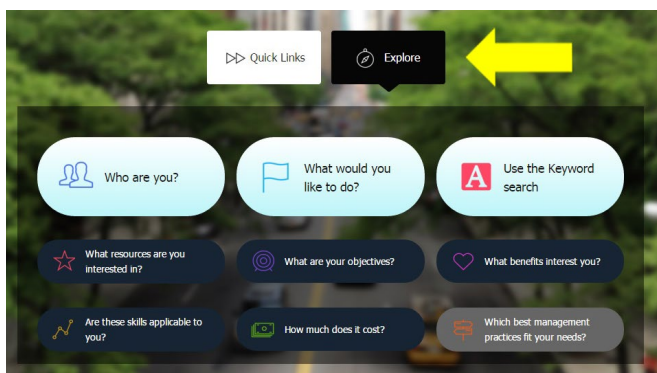 Quick Links
Explore
Who are you?
What would you
like to do?
A
Use the Keyword
search
What resources are you
interested in?
What are your objectives?
What benefits interest you?
Are these skills applicable to
you?
How much does it cost?
Which best management
practices fit your needs?